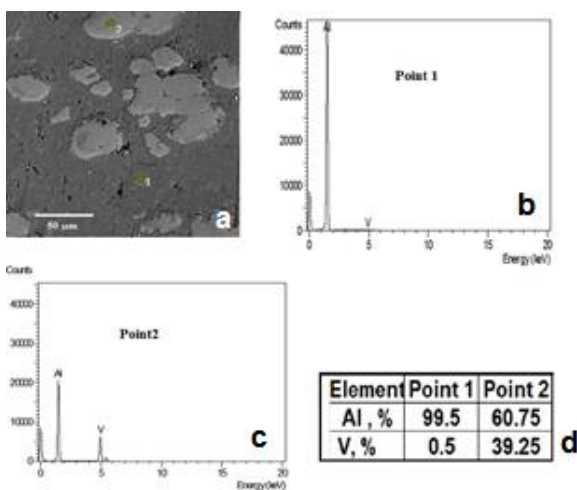 2
1
50 µm
a
Counts
40000
30000
20000
10000
0
Al
Point 1
V
0
5
10
15
20
Energy (keV)
b
Counts
40000
30000
20000
10000
0
Al
Point2
V
0
5
10
15
20
Energy (keV)
c
Element Point 1 Point 2
Al , % 99.5 60.75
V, % 0.5 39.25
d